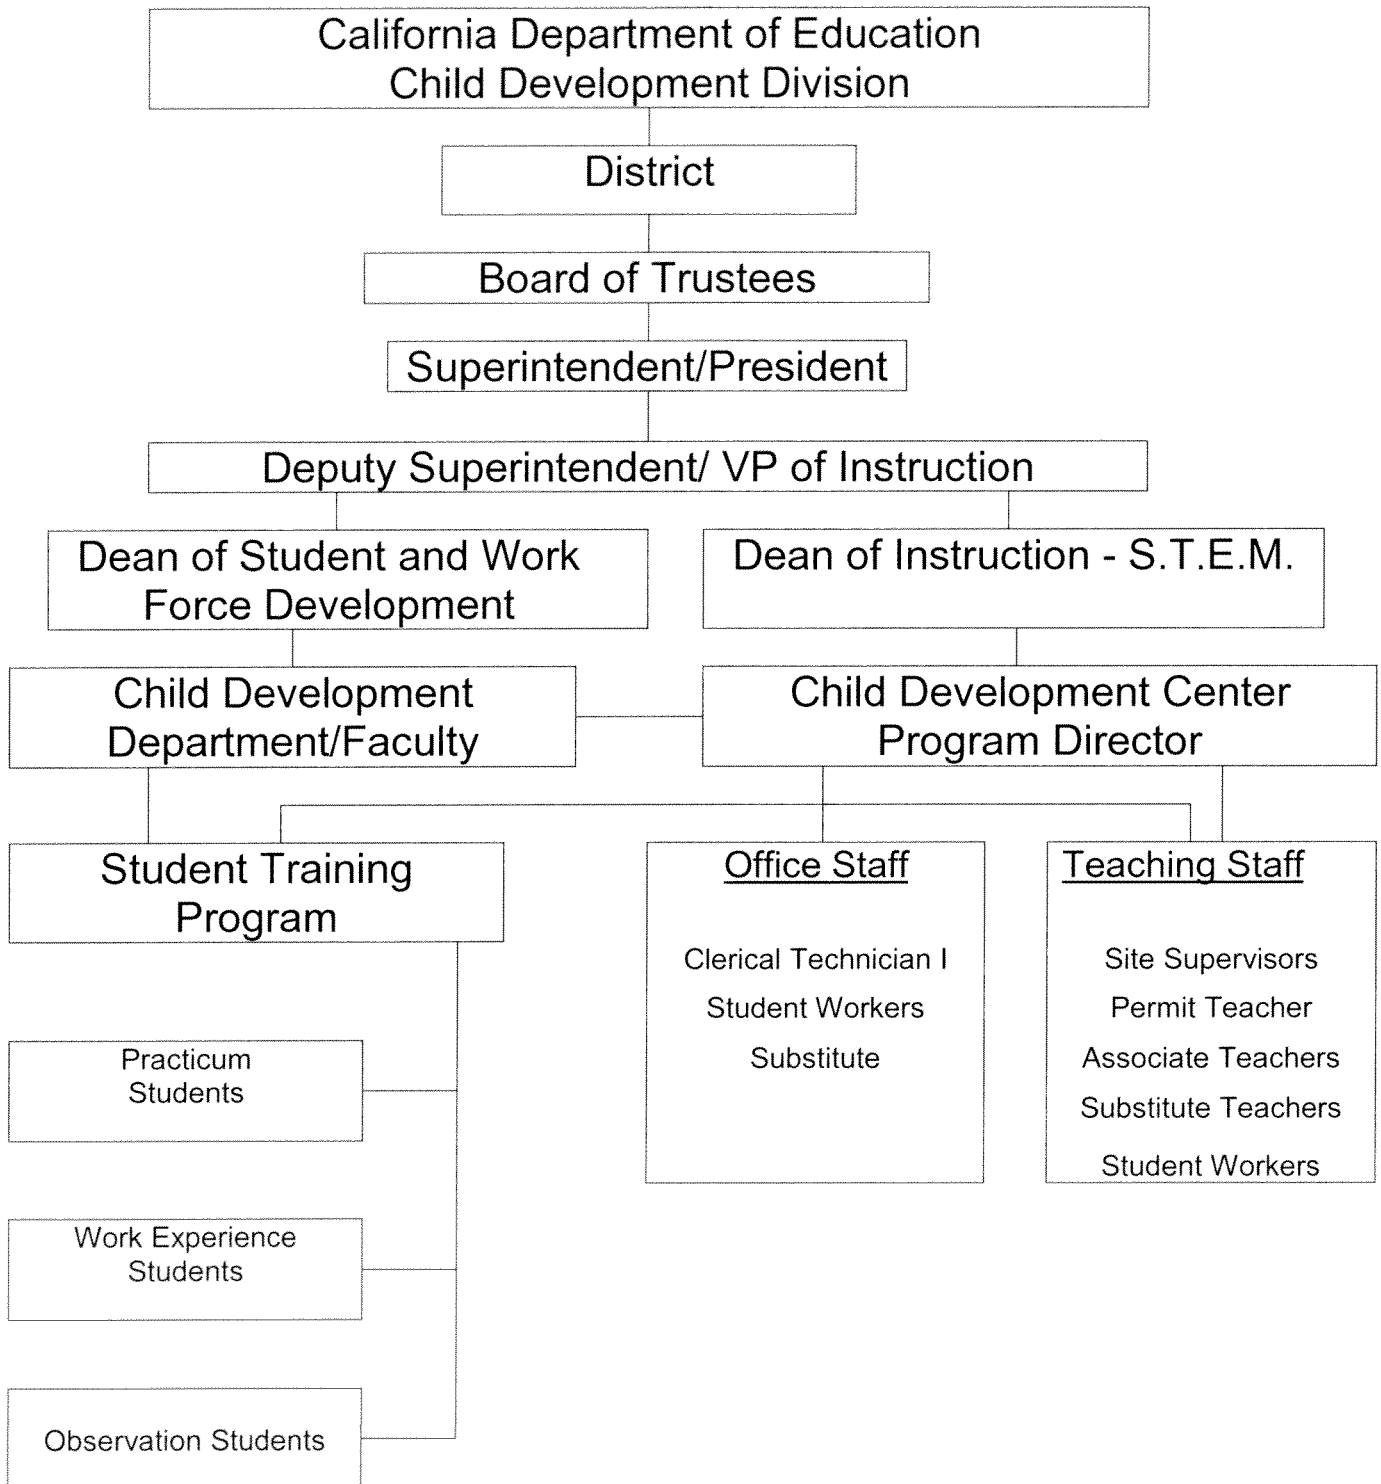 California Department of Education
Child Development Division
District
Board of Trustees
Superintendent/President
Deputy Superintendent/ VP of Instruction
Dean of Student and Work
Force Development
Dean of Instruction - S.T.E.M.
Child Development
Department/Faculty
Child Development Center
Program Director
Student Training
Program
Office Staff
Clerical Technician I
Student Workers
Substitute
Teaching Staff
Site Supervisors
Permit Teacher
Associate Teachers
Substitute Teachers
Student Workers
Practicum
Students
Work Experience
Students
Observation Students